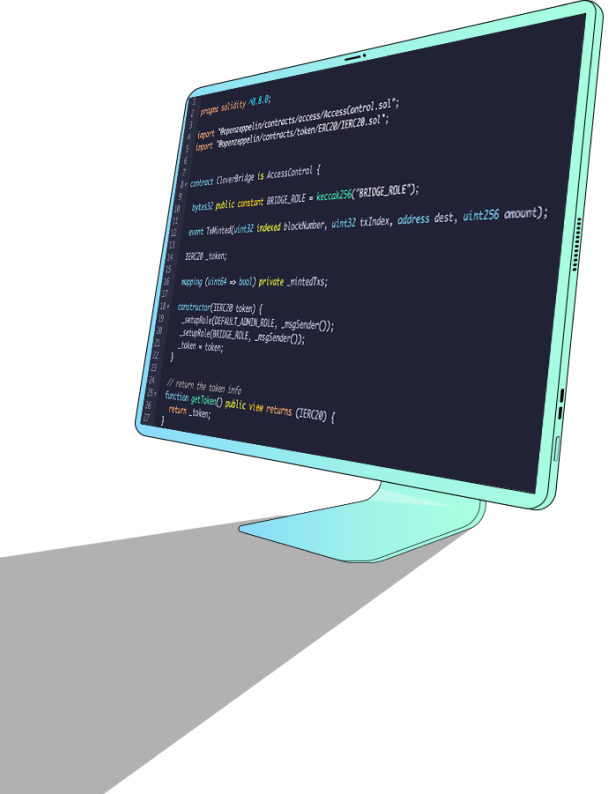 1
2 pragma solidity ^0.8.0;
3
4 import "@openzeppelin/contracts/access/AccessControl.sol";
5 import "@openzeppelin/contracts/token/ERC20/IERC20.sol";
6
7
8 contract CloverBridge is AccessControl {
9
10 bytes32 public constant BRIDGE_ROLE = keccak256("BRIDGE_ROLE");
11
12 event TxMinted(uint32 indexed blockNumber, uint32 txIndex, address dest, uint256 amount);
13
14 IERC20 _token;
15
16 mapping (uint64 => bool) private _mintedTxs;
17
18 constructor(IERC20 token) {
19 _setupRole(DEFAULT_ADMIN_ROLE, _msgSender());
20 _setupRole(BRIDGE_ROLE, _msgSender());
21 _token = token;
22 }
23
24 // return the token info
25 function getToken() public view returns (IERC20) {
26 return _token;
27 }